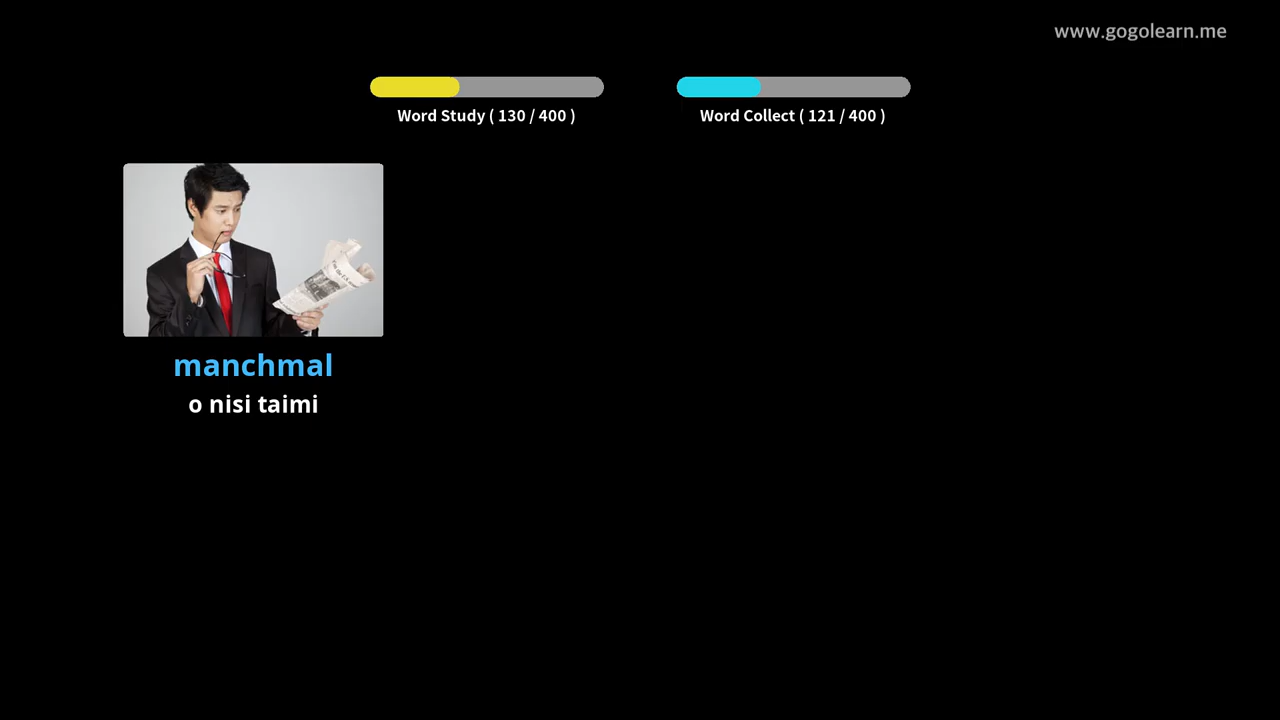 www.gogolearn.me
Word Study ( 130 / 400 )
Word Collect ( 121 / 400 )
manchmal
o nisi taimi